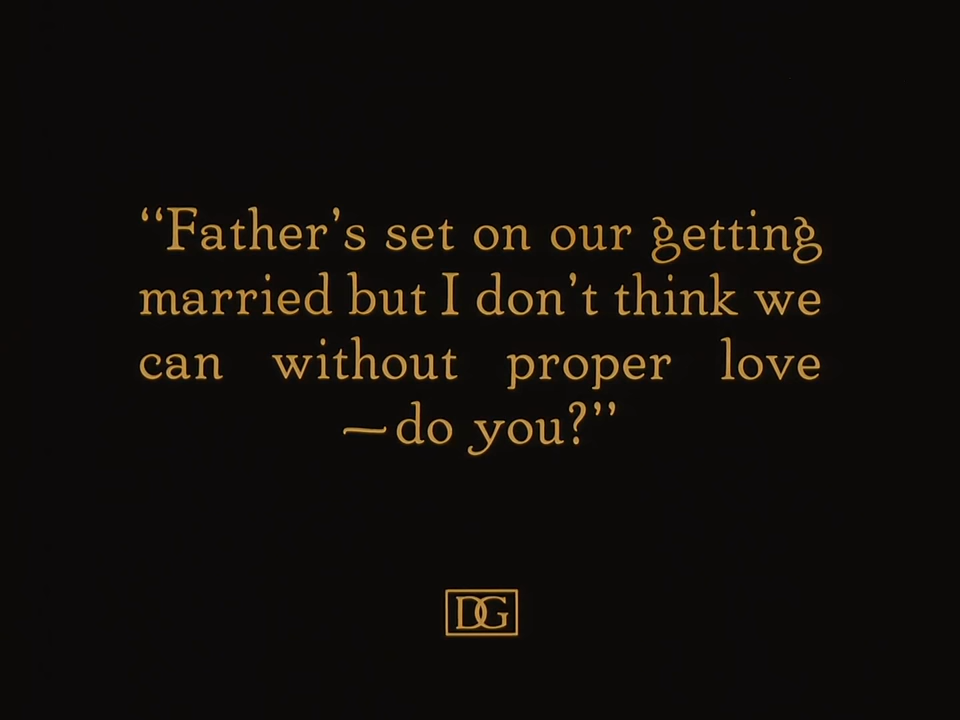 “Father’s set on our getting
married but I don’t think we
can without proper love
—do you?”
DG